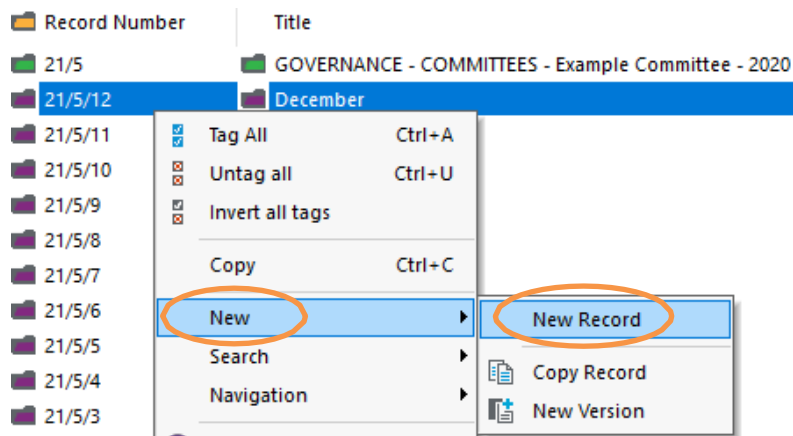 Record Number Title
21/5 GOVERNANCE - COMMITTEES - Example Committee - 2020
21/5/12 December
21/5/11 Tag All Ctrl+A
21/5/10 Untag all Ctrl+U
21/5/9 Invert all tags
21/5/8
21/5/7 Copy Ctrl+C
21/5/6 New New Record
21/5/5 Search
21/5/4 Navigation Copy Record
21/5/3 New Version